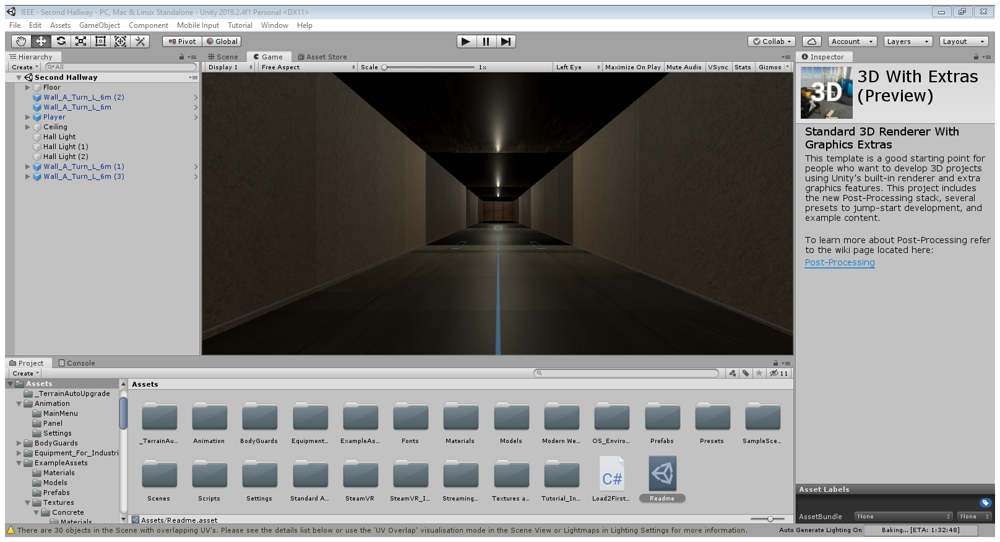 IEEE - Second Hallway - PC, Mac & Linux Standalone - Unity 2019.2.4f1 Personal <DX11>
File Edit Assets GameObject Component Mobile Input Tutorial Window Help
Pivot Global Collab Account Layers Layout
Hierarchy
Create All
Second Hallway
Floor
Wall_A_Turn_L_6m (2)
Wall_A_Turn_L_6m
Player
Ceiling
Hall Light
Hall Light (1)
Hall Light (2)
Wall_A_Turn_L_6m (1)
Wall_A_Turn_L_6m (3)
Scene Game Asset Store
Display 1 Free Aspect Scale 1x Left Eye Maximize On Play Mute Audio VSync Stats Gizmos
Inspector
3D
3D With Extras
(Preview)
Standard 3D Renderer With
Graphics Extras
This template is a good starting point for
people who want to develop 3D projects
using Unity's built-in renderer and extra
graphics features. This project includes
the new Post-Processing stack, several
presets to jump-start development, and
example content.
To learn more about Post-Processing refer
to the wiki page located here:
Post-Processing
Project Console
Create 11
Assets
_TerrainAutoUpgrade
Animation
MainMenu
Panel
Settings
BodyGuards
Equipment_For_Industri
ExampleAssets
Materials
Models
Prefabs
Textures
Concrete
Materials
Assets
_TerrainAu... Animation BodyGuards Equipment... ExampleAs... Fonts Materials Models Modern We... OS_Enviro... Prefabs Presets SampleSce...
Scenes Scripts Settings Standard A... SteamVR SteamVR_I... Streaming... Textures a... Tutorial_In... C# Load2First... Readme
Assets/Readme.asset
Asset Labels
AssetBundle None None
There are 30 objects in the Scene with overlapping UV's. Please see the details list below or use the 'UV Overlap' visualisation mode in the Scene View or Lightmaps in Lighting Settings for more information.
Auto Generate Lighting On Baking... [ETA: 1:32:48]